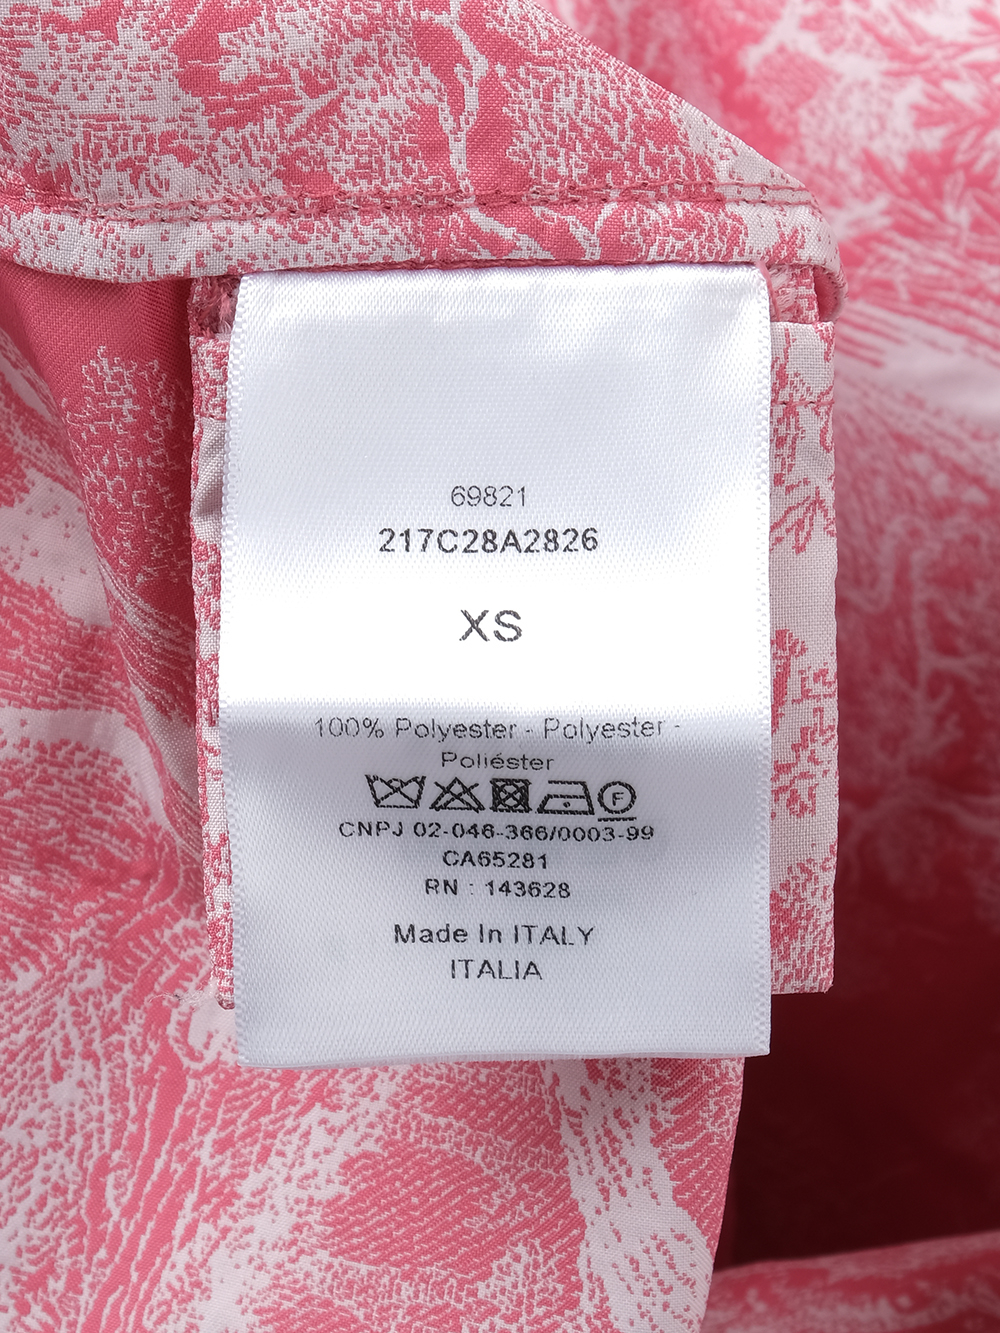 69821
217C28A2826
XS
100% Polyester - Polyester -
Poliéster
F
CNPJ 02-046-366/0003-99
CA65281
RN : 143628
Made In ITALY
ITALIA